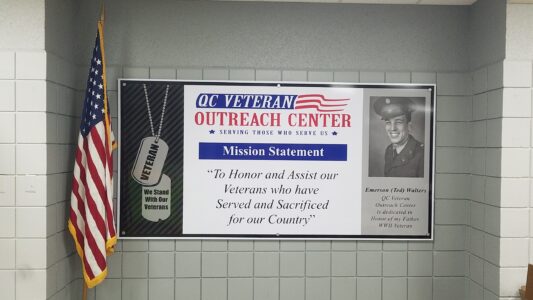 QC VETERAN
OUTREACH CENTER
SERVING THOSE WHO SERVE US
Mission Statement
"To Honor and Assist our
Veterans who have
Served and Sacrificed
for our Country"
VETERAN
We Stand
With Our
Veterans
Emerson (Ted) Walters
QC Veteran
Outreach Center
is dedicated in
Honor of my Father
WWII Veteran